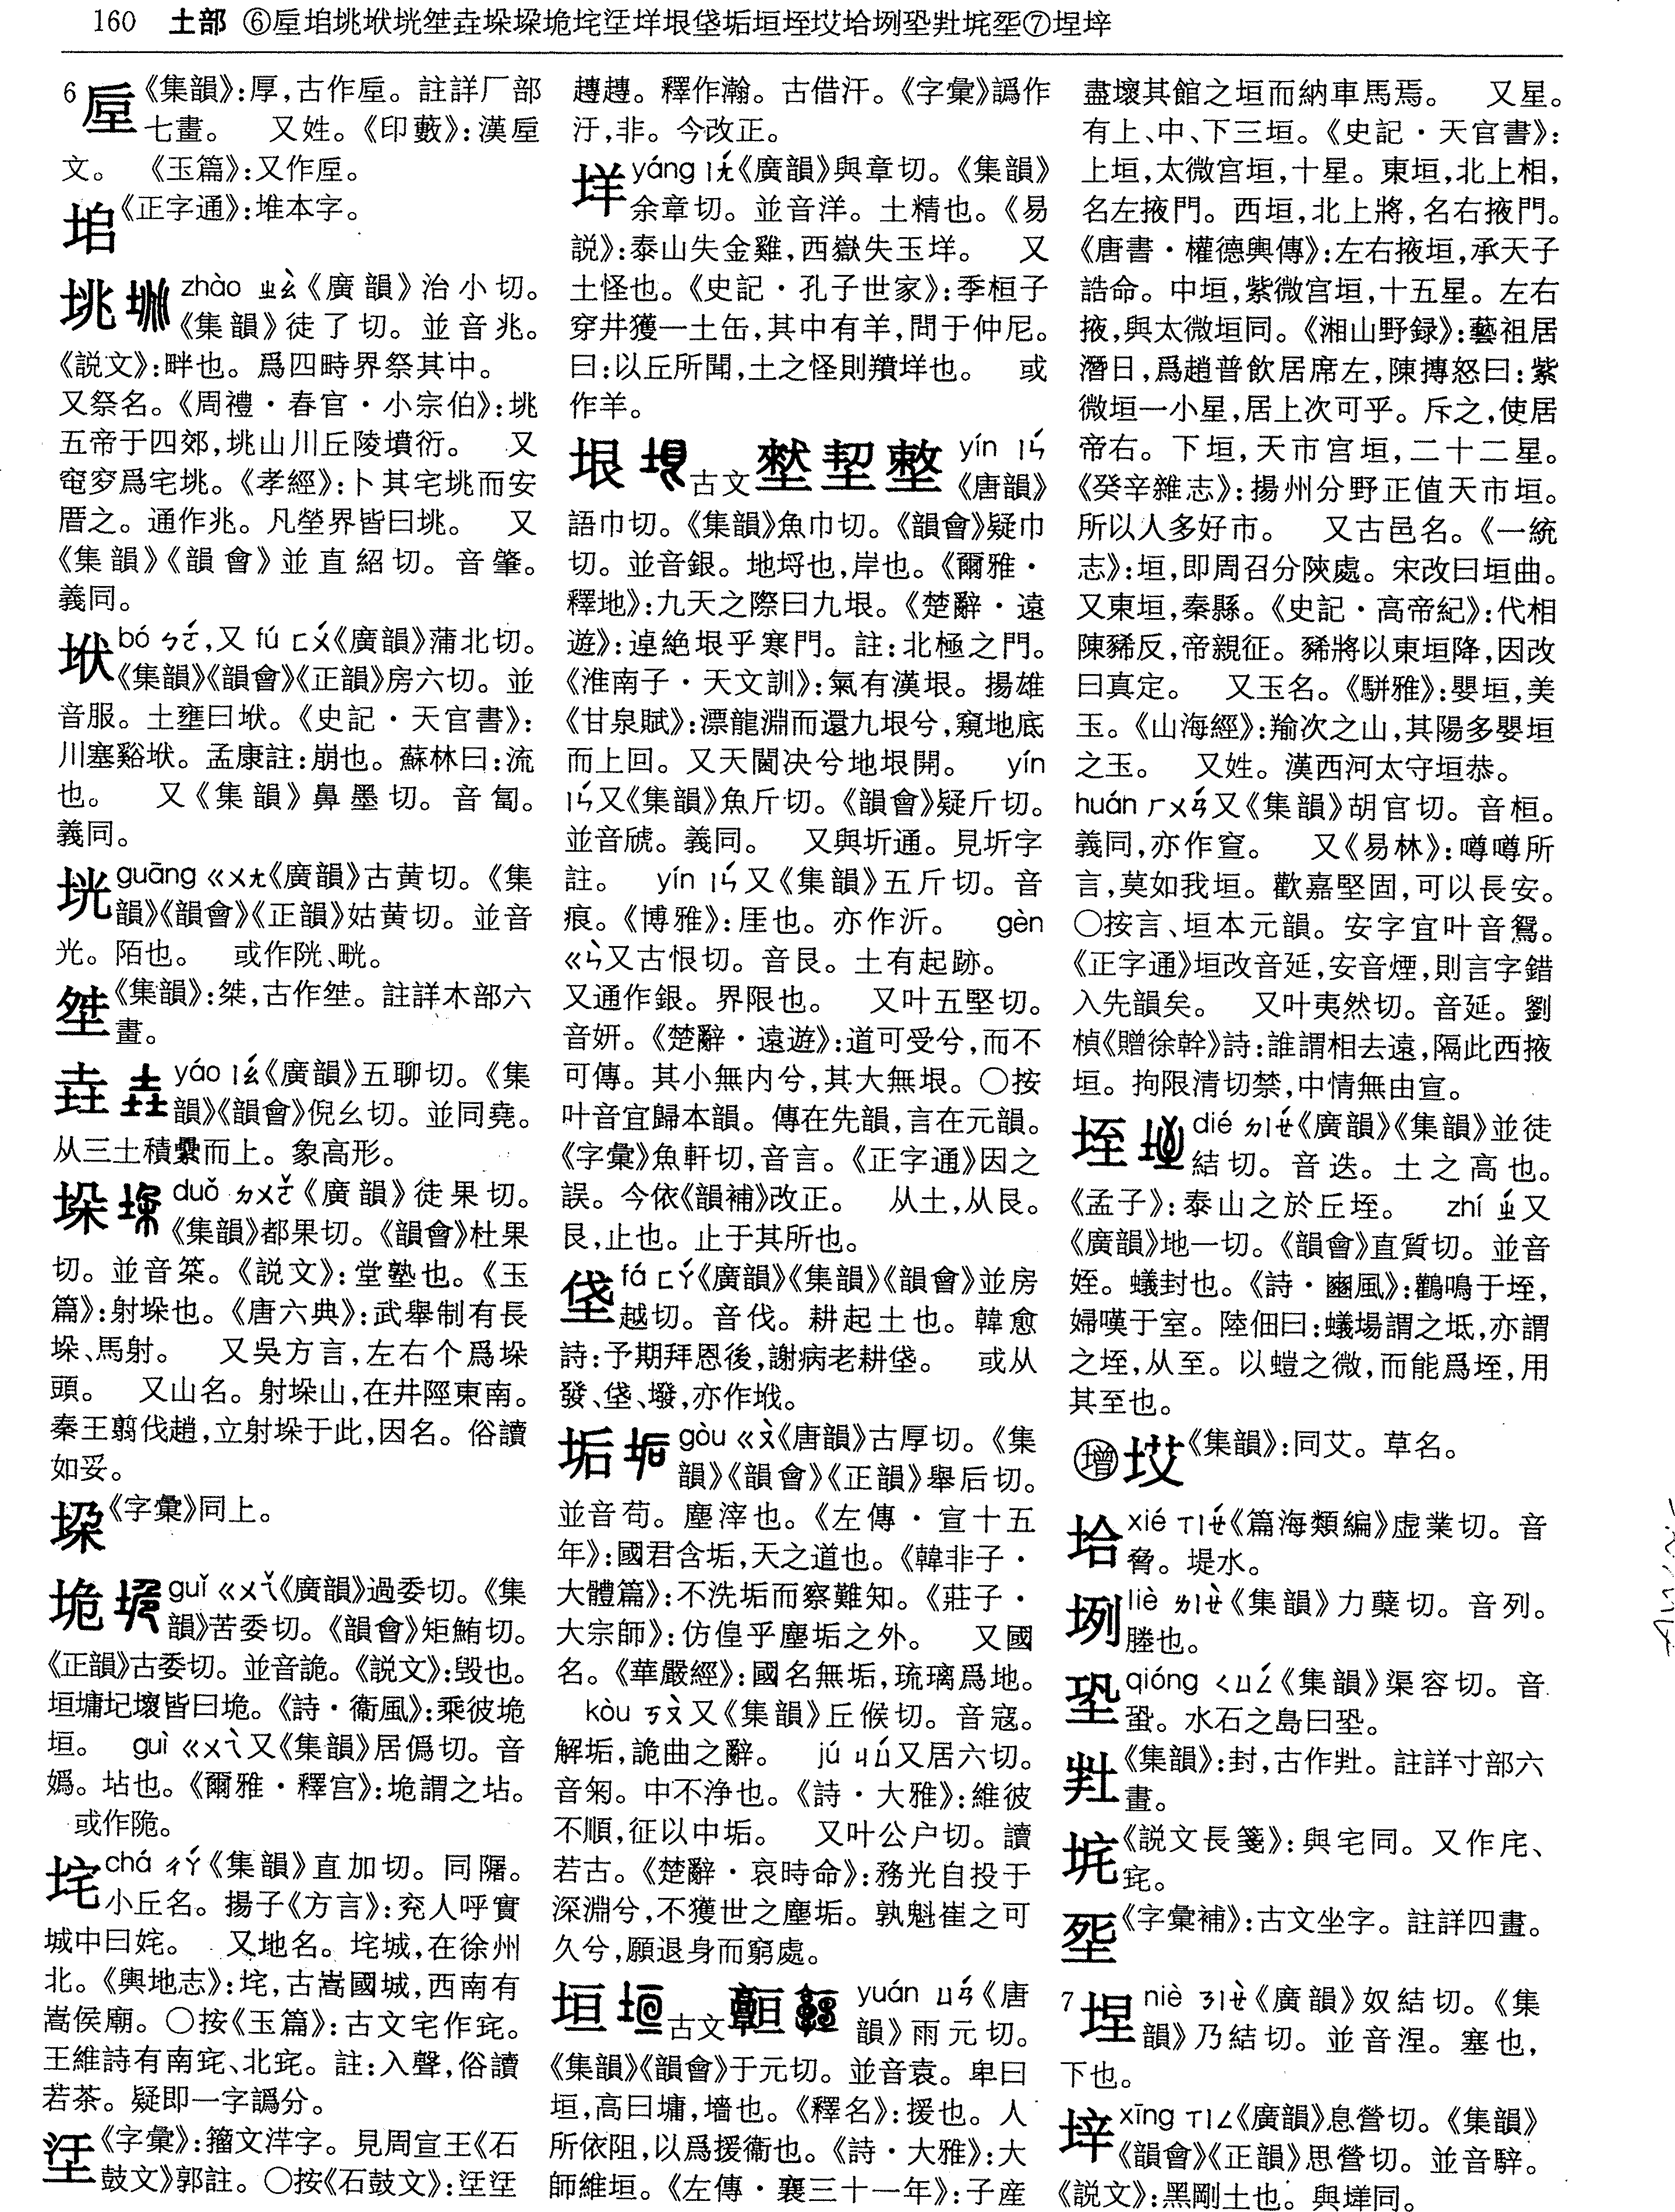 160 土部 ⑥垕垖垗垘垙垡垚垛垜垝垞垽垟垠垡垢垣垤垵垥垹垩垏垞⑦埕垶
6 垕《集韻》:厚,古作垕。註詳厂部
七畫。 又姓。《印藪》:漢垕
文。 《玉篇》:又作垕。
垖《正字通》:堆本字。
垗 zhào ㄓㄠˋ《廣韻》治小切。
《集韻》徒了切。並音兆。
《説文》:畔也。爲四畤界祭其中。
又祭名。《周禮·春官·小宗伯》:垗
五帝于四郊,垗山川丘陵墳衍。 又
窀穸爲宅垗。《孝經》:卜其宅垗而安
厝之。通作兆。凡塋界皆曰垗。 又
《集韻》《韻會》並直紹切。音肇。
義同。
垘 bó ㄅㄛˊ,又 fú ㄈㄨˊ《廣韻》蒲北切。
《集韻》《韻會》《正韻》房六切。並
音服。土壅曰垘。《史記·天官書》:
川塞谿垘。孟康註:崩也。蘇林曰:流
也。 又《集韻》鼻墨切。音匐。
義同。
垙 guāng ㄍㄨㄤ《廣韻》古黄切。《集
韻》《韻會》《正韻》姑黄切。並音
光。陌也。 或作㫕、晄。
《集韻》:桀,古作。註詳木部六
畫。
垚 yáo ㄧㄠˊ《廣韻》五聊切。《集
韻》《韻會》倪幺切。並同堯。
从三土積纍而上。象高形。
垛 duǒ ㄉㄨㄛˇ《廣韻》徒果切。
《集韻》都果切。《韻會》杜果
切。並音䂳。《説文》:堂塾也。《玉
篇》:射垛也。《唐六典》:武舉制有長
垛、馬射。 又吳方言,左右个爲垛
頭。 又山名。射垛山,在井陘東南。
秦王翦伐趙,立射垛于此,因名。俗讀
如妥。
垜《字彙》同上。
垝 guǐ ㄍㄨㄟˇ《廣韻》過委切。《集
韻》苦委切。《韻會》矩鮪切。
《正韻》古委切。並音詭。《説文》:毁也。
垣墉圮壞皆曰垝。《詩·衞風》:乘彼垝
垣。 guì ㄍㄨㄟˋ又《集韻》居僞切。音
嬀。坫也。《爾雅·釋宫》:垝謂之坫。
或作陒。
垞 chá ㄔㄚˊ《集韻》直加切。同䣝。
小丘名。揚子《方言》:兖人呼實
城中曰垞。 又地名。垞城,在徐州
北。《輿地志》:垞,古嵩國城,西南有
嵩侯廟。〇按《玉篇》:古文宅作垞。
王維詩有南垞、北垞。註:入聲,俗讀
若茶。疑即一字譌分。
《字彙》:籀文滓字。見周宣王《石
鼓文》郭註。〇按《石鼓文》:
趨趨。釋作瀚。古借汗。《字彙》譌作
汙,非。今改正。
垟 yáng ㄧㄤˊ《廣韻》與章切。《集韻》
余章切。並音洋。土精也。《易
説》:泰山失金雞,西嶽失玉垟。 又
土怪也。《史記·孔子世家》:季桓子
穿井獲一土缶,其中有羊,問于仲尼。
曰:以丘所聞,土之怪則羵垟也。 或
作羊。
垠 古文 yín ㄧㄣˊ
《唐韻》
語巾切。《集韻》魚巾切。《韻會》疑巾
切。並音銀。地埒也,岸也。《爾雅·
釋地》:九天之際曰九垠。《楚辭·遠
遊》:逴絶垠乎寒門。註:北極之門。
《淮南子·天文訓》:氣有漢垠。揚雄
《甘泉賦》:漂龍淵而還九垠兮,窺地底
而上回。又天閫决兮地垠開。 yín
ㄧㄣˊ又《集韻》魚斤切。《韻會》疑斤切。
並音虒。義同。 又與圻通。見圻字
註。 yín ㄧㄣˊ又《集韻》五斤切。音
痕。《博雅》:厓也。亦作沂。 gèn
ㄍㄣˋ又古恨切。音艮。土有起跡。
又通作銀。界限也。 又叶五堅切。
音妍。《楚辭·遠遊》:道可受兮,而不
可傳。其小無内兮,其大無垠。〇按
叶音宜歸本韻。傳在先韻,言在元韻。
《字彙》魚軒切,音言。《正字通》因之
誤。今依《韻補》改正。 从土,从艮。
艮,止也。止于其所也。
垡 fá ㄈㄚˊ《廣韻》《集韻》《韻會》並房
越切。音伐。耕起土也。韓愈
詩:予期拜恩後,謝病老耕垡。 或从
發、垡、墢,亦作坺。
垢 gòu ㄍㄡˋ《唐韻》古厚切。《集
韻》《韻會》《正韻》舉后切。
並音苟。塵滓也。《左傳·宣十五
年》:國君含垢,天之道也。《韓非子·
大體篇》:不洗垢而察難知。《莊子·
大宗師》:仿偟乎塵垢之外。 又國
名。《華嚴經》:國名無垢,琉璃爲地。
kòu ㄎㄡˋ又《集韻》丘候切。音寇。
解垢,詭曲之辭。 jú ㄐㄩˊ又居六切。
音匊。中不净也。《詩·大雅》:維彼
不順,征以中垢。 又叶公户切。讀
若古。《楚辭·哀時命》:務光自投于
深淵兮,不獲世之塵垢。孰魁崔之可
久兮,願退身而窮處。
垣 古文 yuán ㄩㄢˊ《唐
韻》雨元切。
《集韻》《韻會》于元切。並音袁。卑曰
垣,高曰墉,墻也。《釋名》:援也。人
所依阻,以爲援衞也。《詩·大雅》:大
師維垣。《左傳·襄三十一年》:子産
盡壞其館之垣而納車馬焉。 又星。
有上、中、下三垣。《史記·天官書》:
上垣,太微宫垣,十星。東垣,北上相,
名左掖門。西垣,北上將,名右掖門。
《唐書·權德輿傳》:左右掖垣,承天子
誥命。中垣,紫微宫垣,十五星。左右
掖,與太微垣同。《湘山野録》:藝祖居
潛日,爲趙普飲居席左,陳摶怒曰:紫
微垣一小星,居上次可乎。斥之,使居
帝右。下垣,天市宫垣,二十二星。
《癸辛雜志》:揚州分野正值天市垣。
所以人多好市。 又古邑名。《一統
志》:垣,即周召分陝處。宋改曰垣曲。
又東垣,秦縣。《史記·高帝紀》:代相
陳豨反,帝親征。豨將以東垣降,因改
曰真定。 又玉名。《駢雅》:嬰垣,美
玉。《山海經》:羭次之山,其陽多嬰垣
之玉。 又姓。漢西河太守垣恭。
huán ㄏㄨㄢˊ又《集韻》胡官切。音桓。
義同,亦作䆠。 又《易林》:噂噂所
言,莫如我垣。歡嘉堅固,可以長安。
〇按言、垣本元韻。安字宜叶音鴛。
《正字通》垣改音延,安音煙,則言字錯
入先韻矣。 又叶夷然切。音延。劉
楨《贈徐幹》詩:誰謂相去遠,隔此西掖
垣。拘限清切禁,中情無由宣。
垤 dié ㄉㄧㄝˊ《廣韻》《集韻》並徒
結切。音迭。土之高也。
《孟子》:泰山之於丘垤。 zhí ㄓˊ又
《廣韻》地一切。《韻會》直質切。並音
姪。蟻封也。《詩·豳風》:鸛鳴于垤,
婦嘆于室。陸佃曰:蟻場謂之坻,亦謂
之垤,从至。以螘之微,而能爲垤,用
其至也。
增《集韻》:同艾。草名。
垥 xié ㄒㄧㄝˊ《篇海類編》虚業切。音
脅。堤水。
liè ㄌㄧㄝˋ《集韻》力蘖切。音列。
塍也。
qióng ㄑㄩㄥˊ《集韻》渠容切。音
蛩。水石之島曰㺩。
《集韻》:封,古作。註詳寸部六
畫。
《説文長箋》:與宅同。又作庑、
宅。
《字彙補》:古文坐字。註詳四畫。
7 埕 niè ㄋㄧㄝˋ《廣韻》奴結切。《集
韻》乃結切。並音涅。塞也,
下也。
垶 xīng ㄒㄧㄥ《廣韻》息營切。《集韻》
《韻會》《正韻》思營切。並音騂。
《説文》:黑剛土也。與墡同。